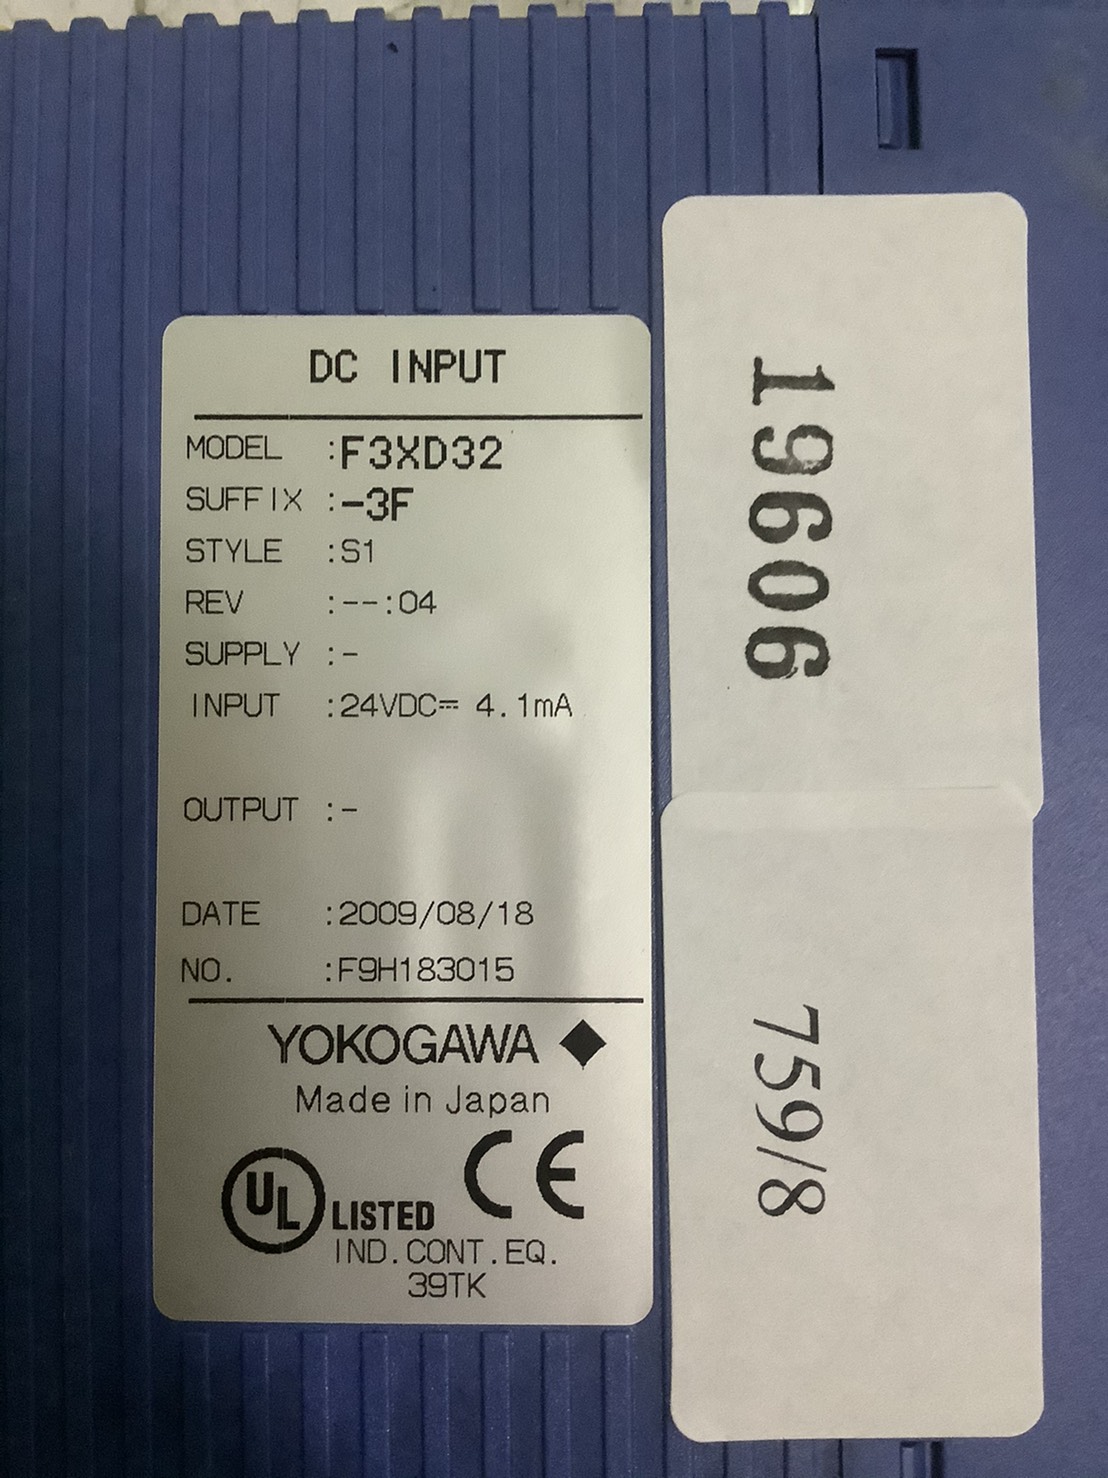 DC INPUT
MODEL :F3XD32
SUFFIX :-3F
STYLE :S1
REV :--:04
SUPPLY :-
INPUT :24VDC⎓ 4.1mA
OUTPUT :-
DATE :2009/08/18
NO. :F9H183015
YOKOGAWA ◆
Made in Japan
UL LISTED CE
IND.CONT.EQ.
39TK
19606
759/8